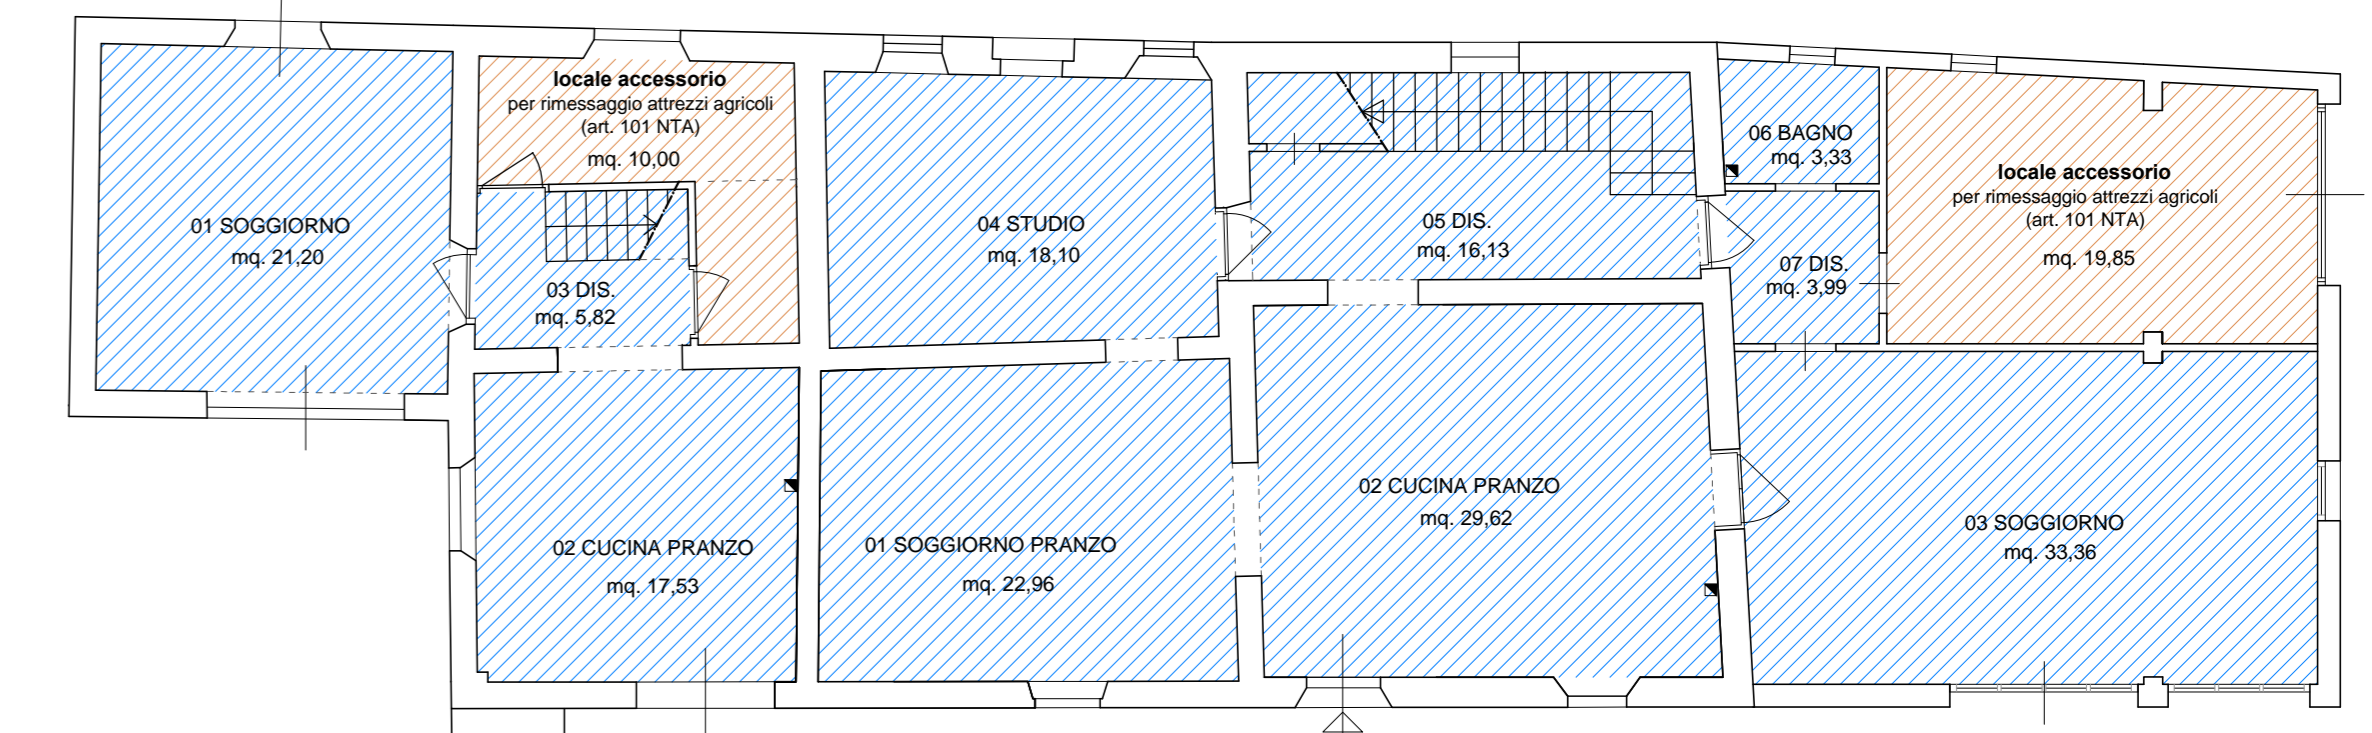 01 SOGGIORNO
mq. 21,20
locale accessorio
per rimessaggio attrezzi agricoli
(art. 101 NTA)
mq. 10,00
03 DIS.
mq. 5,82
02 CUCINA PRANZO
mq. 17,53
04 STUDIO
mq. 18,10
01 SOGGIORNO PRANZO
mq. 22,96
05 DIS.
mq. 16,13
02 CUCINA PRANZO
mq. 29,62
06 BAGNO
mq. 3,33
07 DIS.
mq. 3,99
locale accessorio
per rimessaggio attrezzi agricoli
(art. 101 NTA)
mq. 19,85
03 SOGGIORNO
mq. 33,36